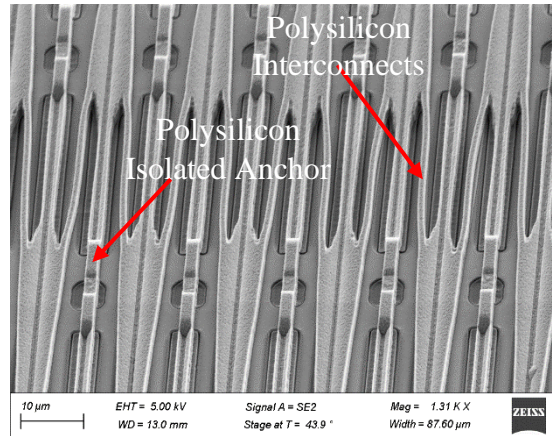 Polysilicon
Interconnects
Polysilicon
Isolated Anchor
10 µm
EHT = 5.00 kV
Signal A = SE2
Mag = 1.31 K X
WD = 13.0 mm
Stage at T = 43.9 °
Width = 87.60 µm
ZEISS